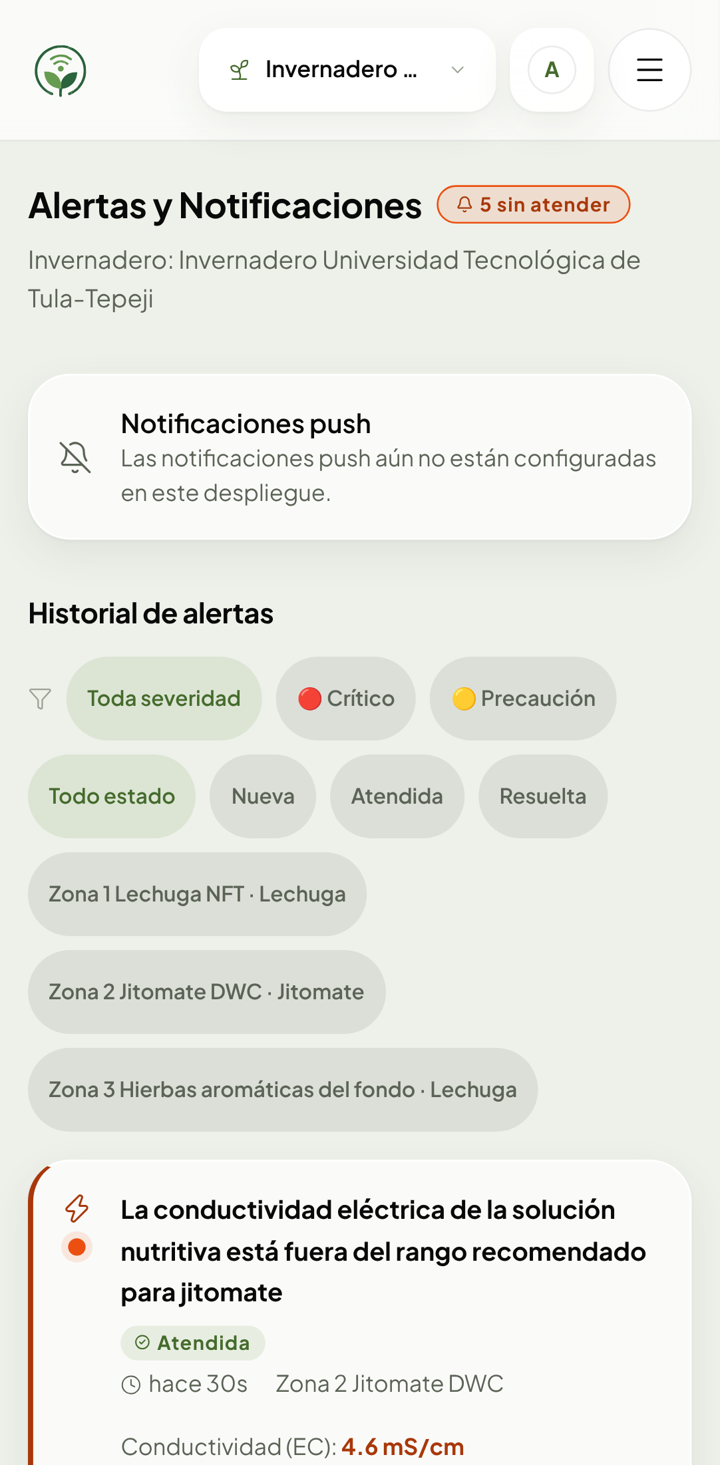 Invernadero ...
A
Alertas y Notificaciones
5 sin atender
Invernadero: Invernadero Universidad Tecnológica de
Tula-Tepeji
Notificaciones push
Las notificaciones push aún no están configuradas
en este despliegue.
Historial de alertas
Toda severidad
Crítico
Precaución
Todo estado
Nueva
Atendida
Resuelta
Zona 1 Lechuga NFT · Lechuga
Zona 2 Jitomate DWC · Jitomate
Zona 3 Hierbas aromáticas del fondo · Lechuga
La conductividad eléctrica de la solución
nutritiva está fuera del rango recomendado
para jitomate
Atendida
hace 30s Zona 2 Jitomate DWC
Conductividad (EC): 4.6 mS/cm